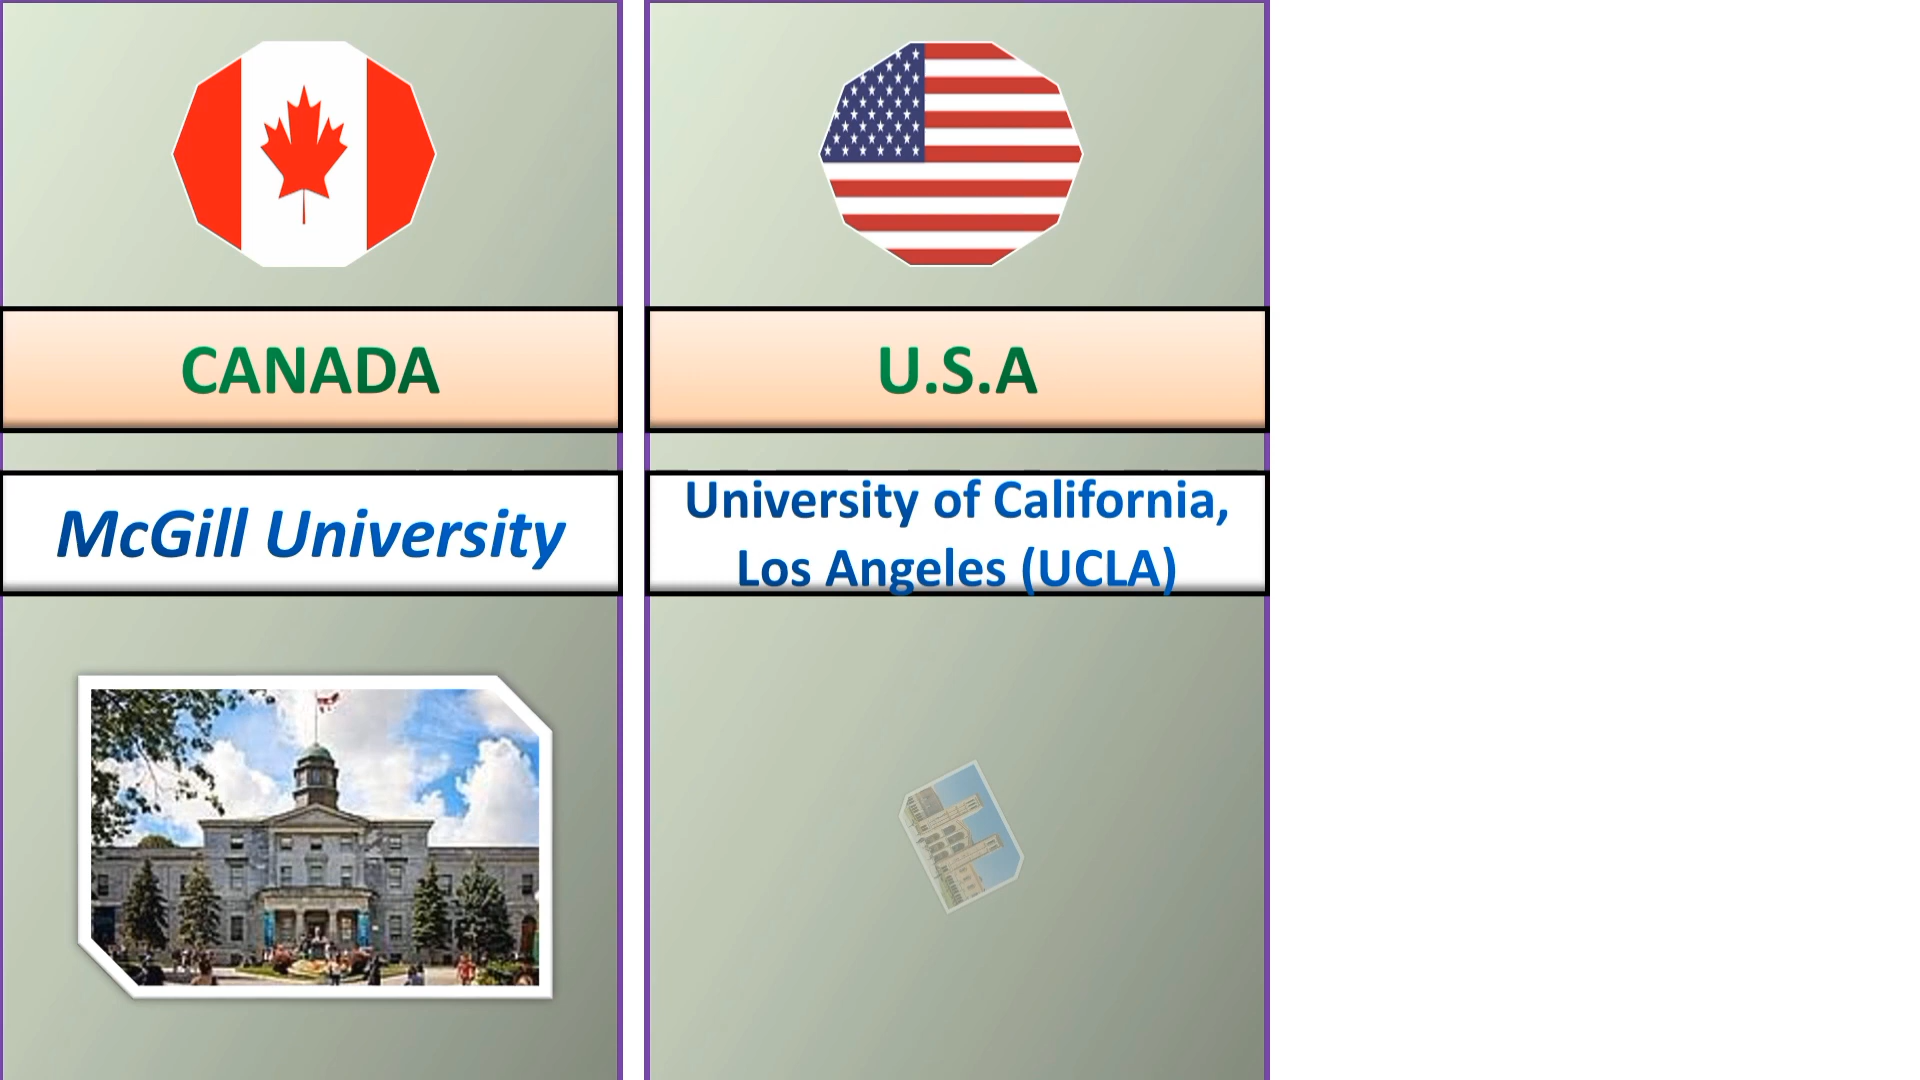 CANADA
McGill University
U.S.A
University of California,
Los Angeles (UCLA)